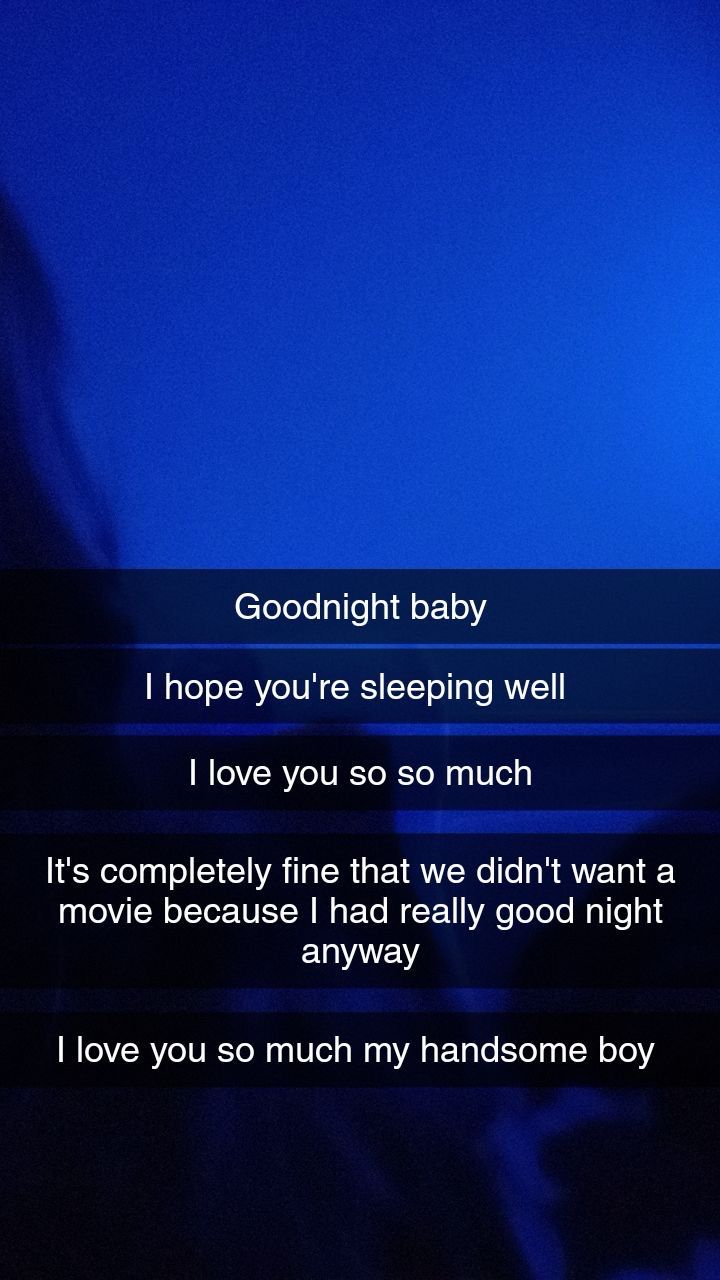 Goodnight baby
I hope you're sleeping well
I love you so so much
It's completely fine that we didn't want a
movie because I had really good night
anyway
I love you so much my handsome boy